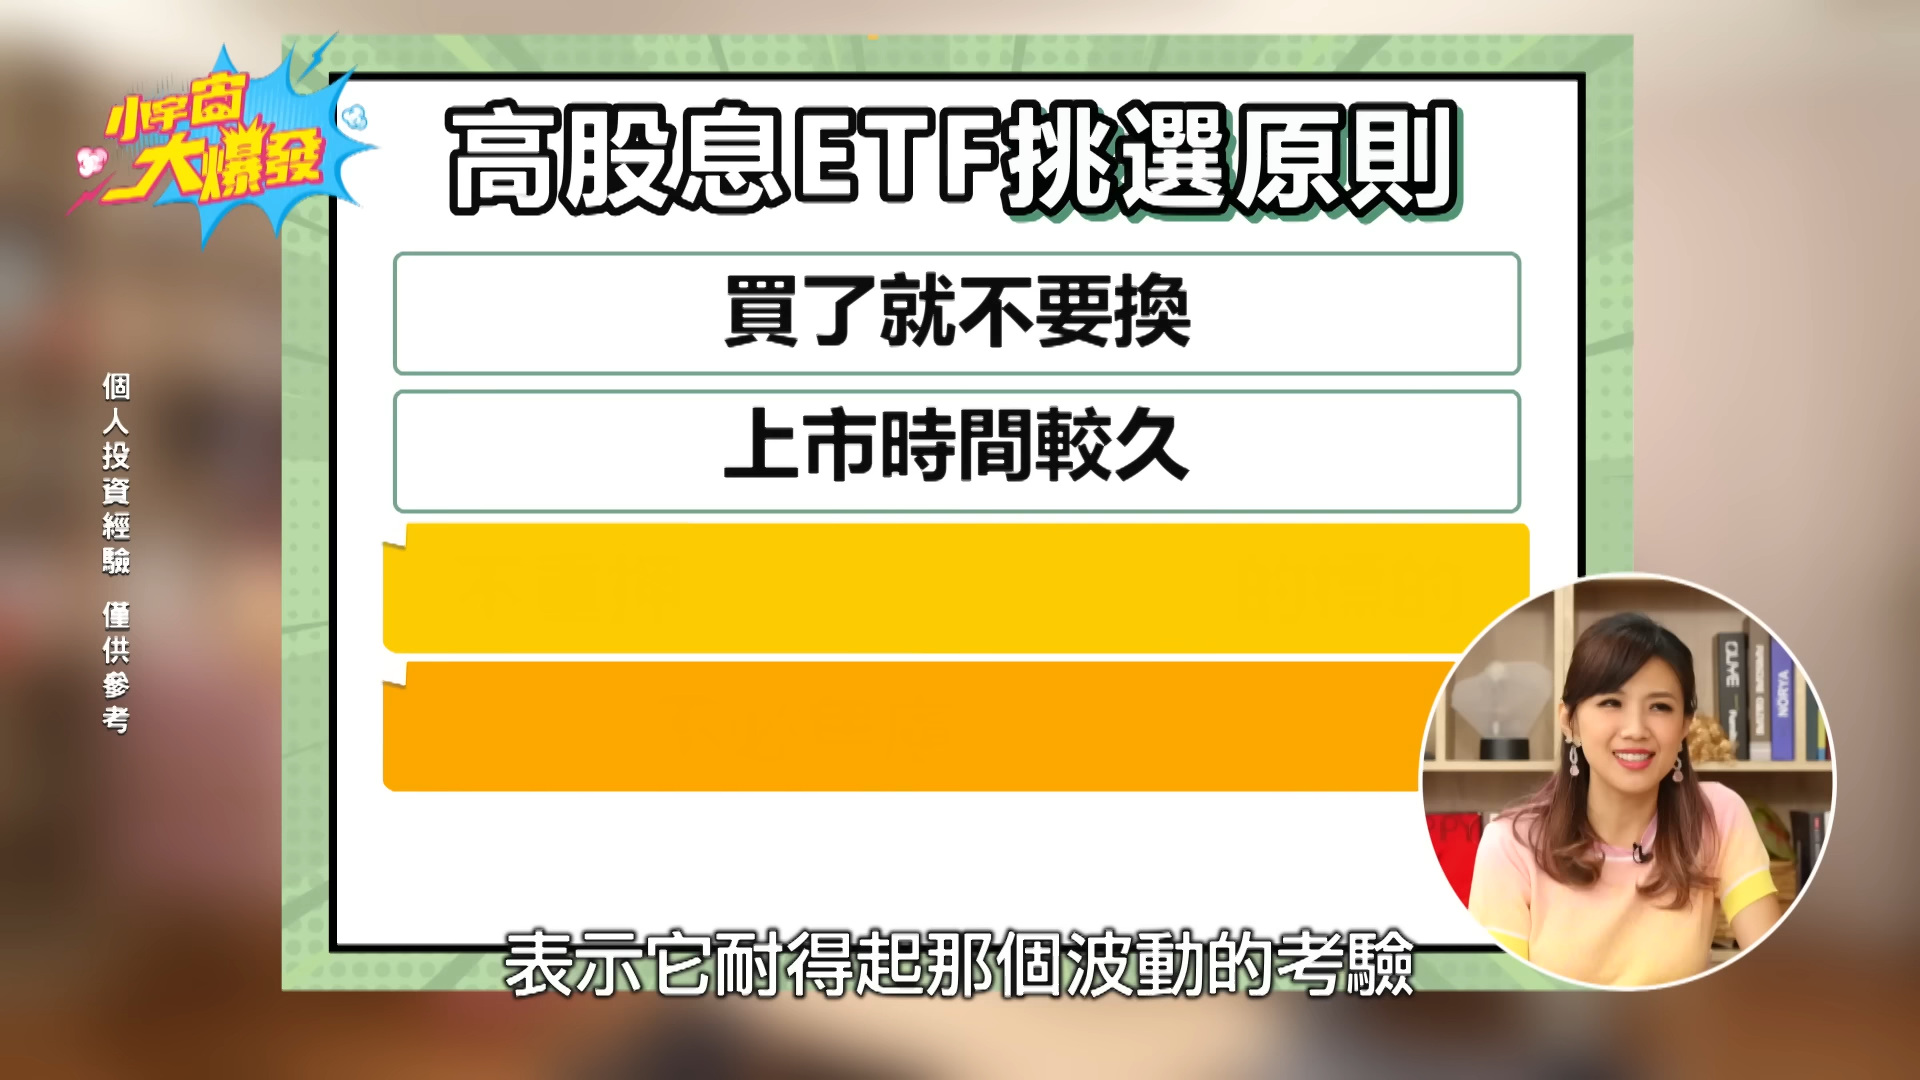 小宇宙
大爆發
高股息ETF挑選原則
買了就不要換
上市時間較久
個人投資經驗 僅供參考
表示它耐得起那個波動的考驗
NORYA